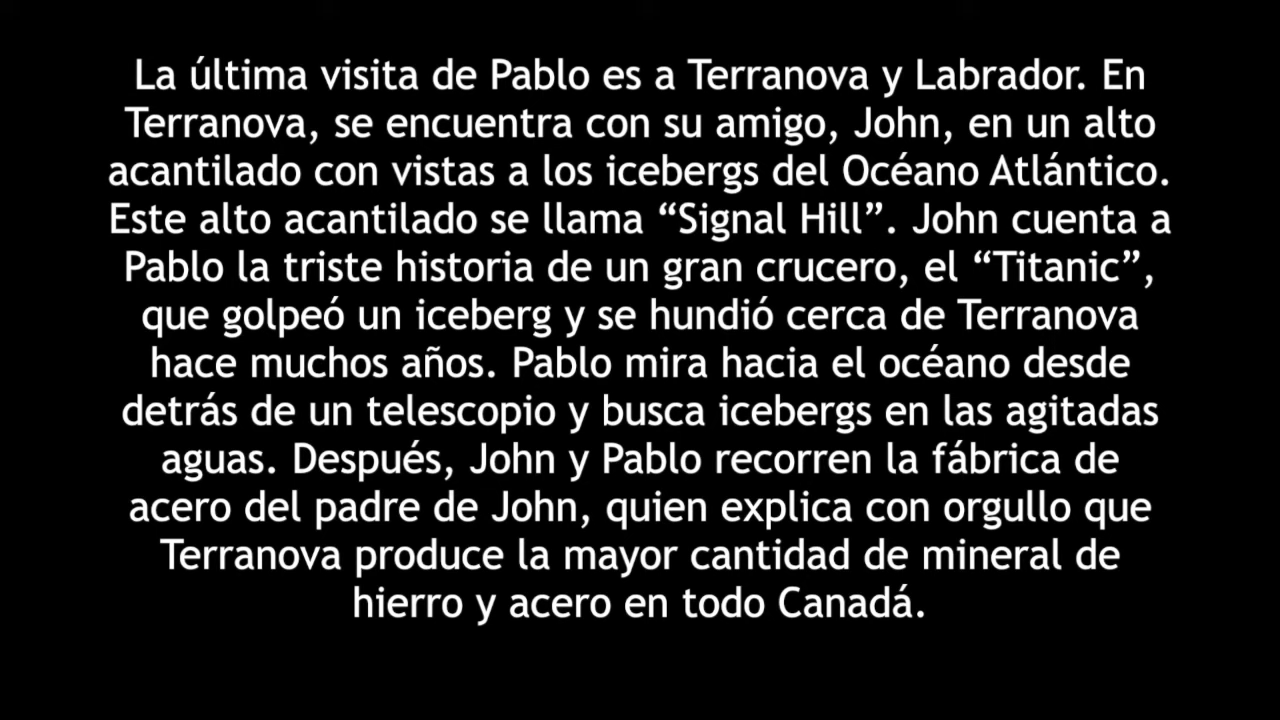 La última visita de Pablo es a Terranova y Labrador. En
Terranova, se encuentra con su amigo, John, en un alto
acantilado con vistas a los icebergs del Océano Atlántico.
Este alto acantilado se llama “Signal Hill”. John cuenta a
Pablo la triste historia de un gran crucero, el “Titanic”,
que golpeó un iceberg y se hundió cerca de Terranova
hace muchos años. Pablo mira hacia el océano desde
detrás de un telescopio y busca icebergs en las agitadas
aguas. Después, John y Pablo recorren la fábrica de
acero del padre de John, quien explica con orgullo que
Terranova produce la mayor cantidad de mineral de
hierro y acero en todo Canadá.